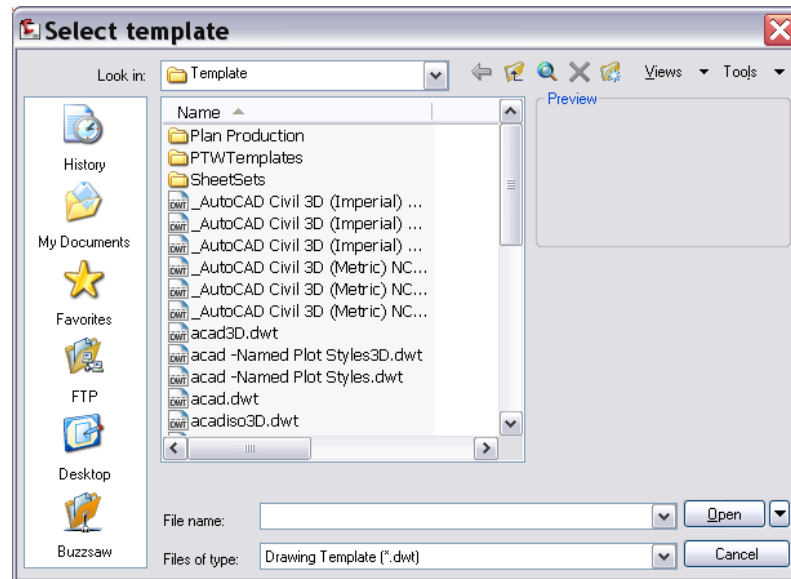 Select template
Look in: Template Views Tools
Name
Preview
Plan Production
PTWTemplates
SheetSets
_AutoCAD Civil 3D (Imperial) ...
_AutoCAD Civil 3D (Imperial) ...
_AutoCAD Civil 3D (Imperial) ...
_AutoCAD Civil 3D (Metric) NC...
_AutoCAD Civil 3D (Metric) NC...
_AutoCAD Civil 3D (Metric) NC...
acad3D.dwt
acad -Named Plot Styles3D.dwt
acad -Named Plot Styles.dwt
acad.dwt
acadiso3D.dwt
History
My Documents
Favorites
FTP
Desktop
Buzzsaw
File name: Open
Files of type: Drawing Template (*.dwt) Cancel